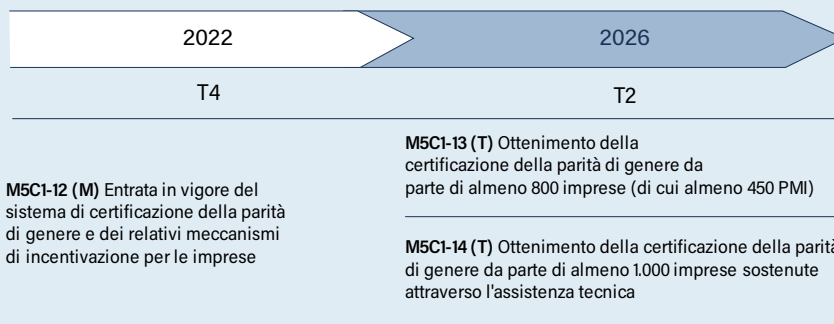 2022
2026
T4
T2
M5C1-12 (M) Entrata in vigore del
sistema di certificazione della parità
di genere e dei relativi meccanismi
di incentivazione per le imprese
M5C1-13 (T) Ottenimento della
certificazione della parità di genere da
parte di almeno 800 imprese (di cui almeno 450 PMI)
M5C1-14 (T) Ottenimento della certificazione della parità
di genere da parte di almeno 1.000 imprese sostenute
attraverso l'assistenza tecnica